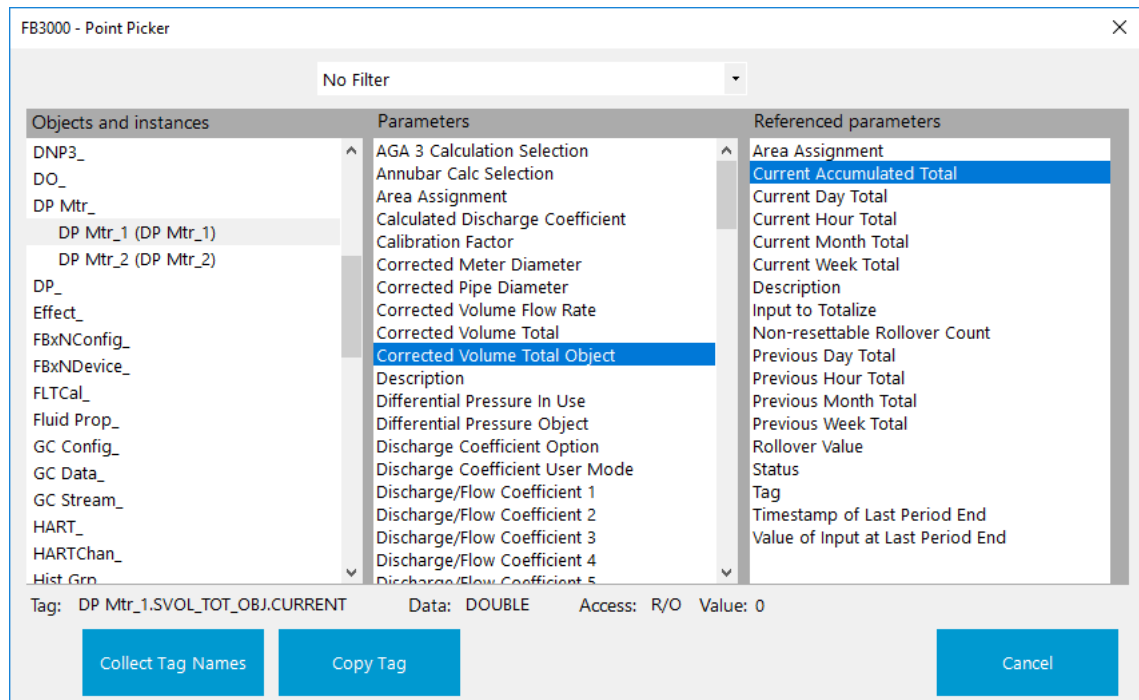 FB3000 - Point Picker
No Filter
Objects and instances
DNP3_
DO_
DP Mtr_
DP Mtr_1 (DP Mtr_1)
DP Mtr_2 (DP Mtr_2)
DP_
Effect_
FBxNConfig_
FBxNDevice_
FLTCal_
Fluid Prop_
GC Config_
GC Data_
GC Stream_
HART_
HARTChan_
Hist Grp
Parameters
AGA 3 Calculation Selection
Annubar Calc Selection
Area Assignment
Calculated Discharge Coefficient
Calibration Factor
Corrected Meter Diameter
Corrected Pipe Diameter
Corrected Volume Flow Rate
Corrected Volume Total
Corrected Volume Total Object
Description
Differential Pressure In Use
Differential Pressure Object
Discharge Coefficient Option
Discharge Coefficient User Mode
Discharge/Flow Coefficient 1
Discharge/Flow Coefficient 2
Discharge/Flow Coefficient 3
Discharge/Flow Coefficient 4
Discharge/Flow Coefficient 5
Referenced parameters
Area Assignment
Current Accumulated Total
Current Day Total
Current Hour Total
Current Month Total
Current Week Total
Description
Input to Totalize
Non-resettable Rollover Count
Previous Day Total
Previous Hour Total
Previous Month Total
Previous Week Total
Rollover Value
Status
Tag
Timestamp of Last Period End
Value of Input at Last Period End
Tag: DP Mtr_1.SVOL_TOT_OBJ.CURRENT Data: DOUBLE Access: R/O Value: 0
Collect Tag Names
Copy Tag
Cancel